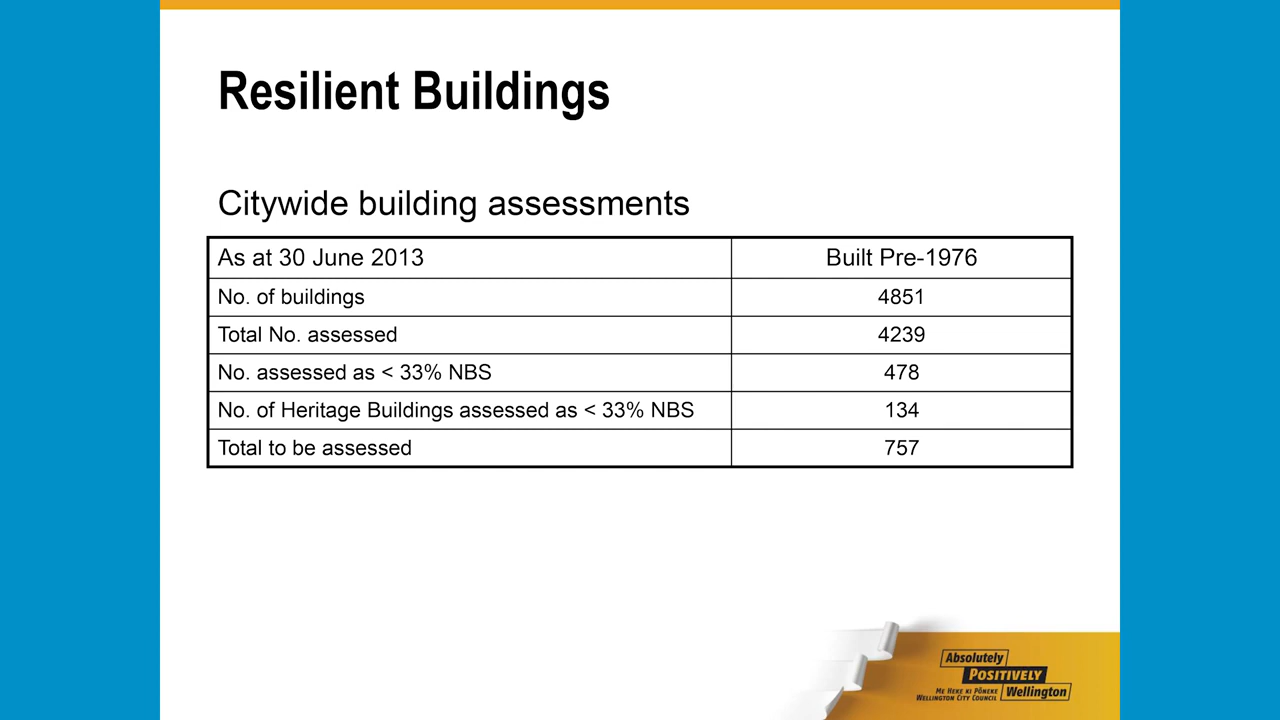 Resilient Buildings
Citywide building assessments
As at 30 June 2013 Built Pre-1976
No. of buildings 4851
Total No. assessed 4239
No. assessed as < 33% NBS 478
No. of Heritage Buildings assessed as < 33% NBS 134
Total to be assessed 757
Absolutely
POSITIVELY
ME HEKE KI PŌNEKE
WELLINGTON CITY COUNCIL Wellington